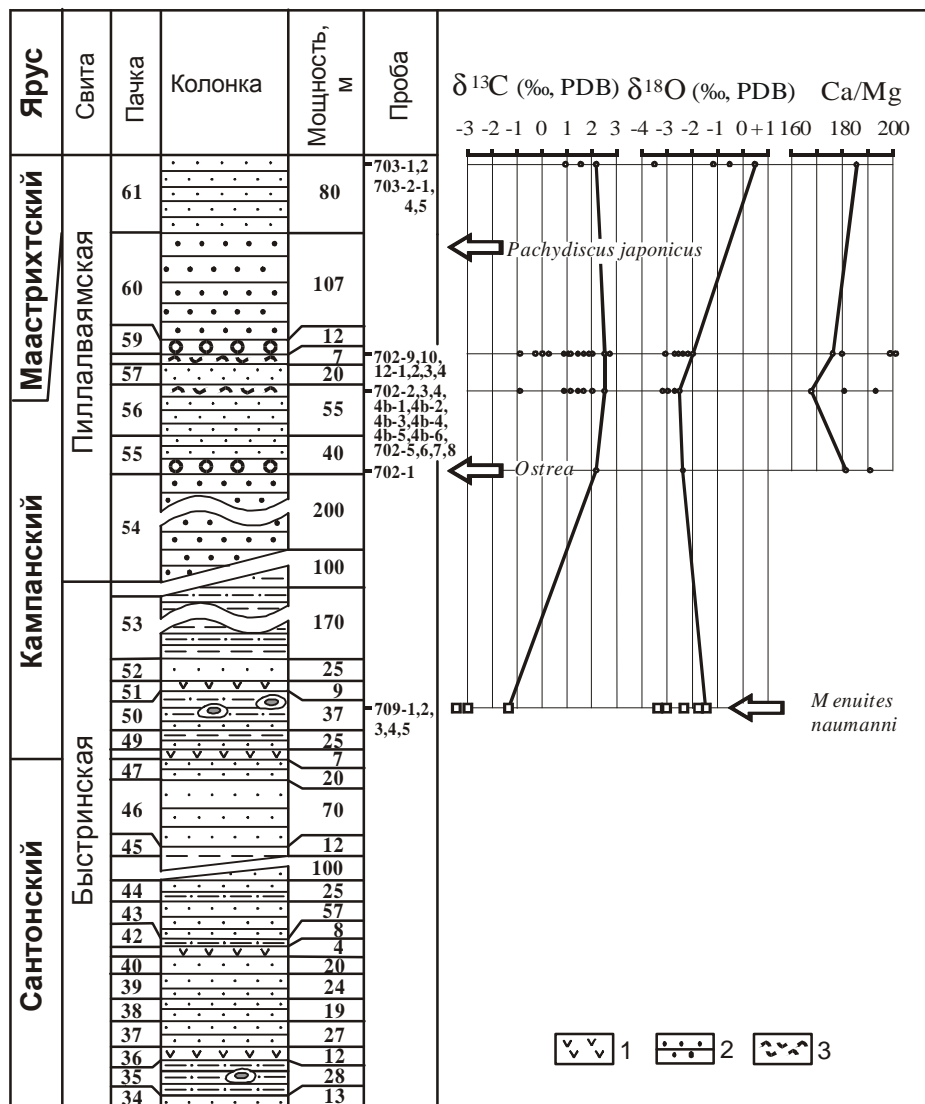 Ярус
Свита
Пачка
Колонка
Мощность,
м
Проба
δ 13C (‰, PDB)
δ18O (‰, PDB)
Ca/Mg
-3 -2 -1 0 1 2 3
-4 -3 -2 -1 0 +1
160 180 200
Маастрихтский
Кампанский
Сантонский
Пиллалваямская
Быстринская
61
60
59
57
56
55
54
53
52
51
50
49
47
46
45
44
43
42
40
39
38
37
36
35
34
80
107
12
7
20
55
40
200
100
170
25
9
37
25
7
20
70
12
100
25
57
8
4
20
24
19
27
12
28
13
703-1,2
703-2-1,
4,5
702-9,10,
12-1,2,3,4
702-2,3,4,
4b-1,4b-2,
4b-3,4b-4,
4b-5,4b-6,
702-5,6,7,8
702-1
709-1,2,
3,4,5
Pachydiscus japonicus
Ostrea
Menuites
naumanni
1
2
3